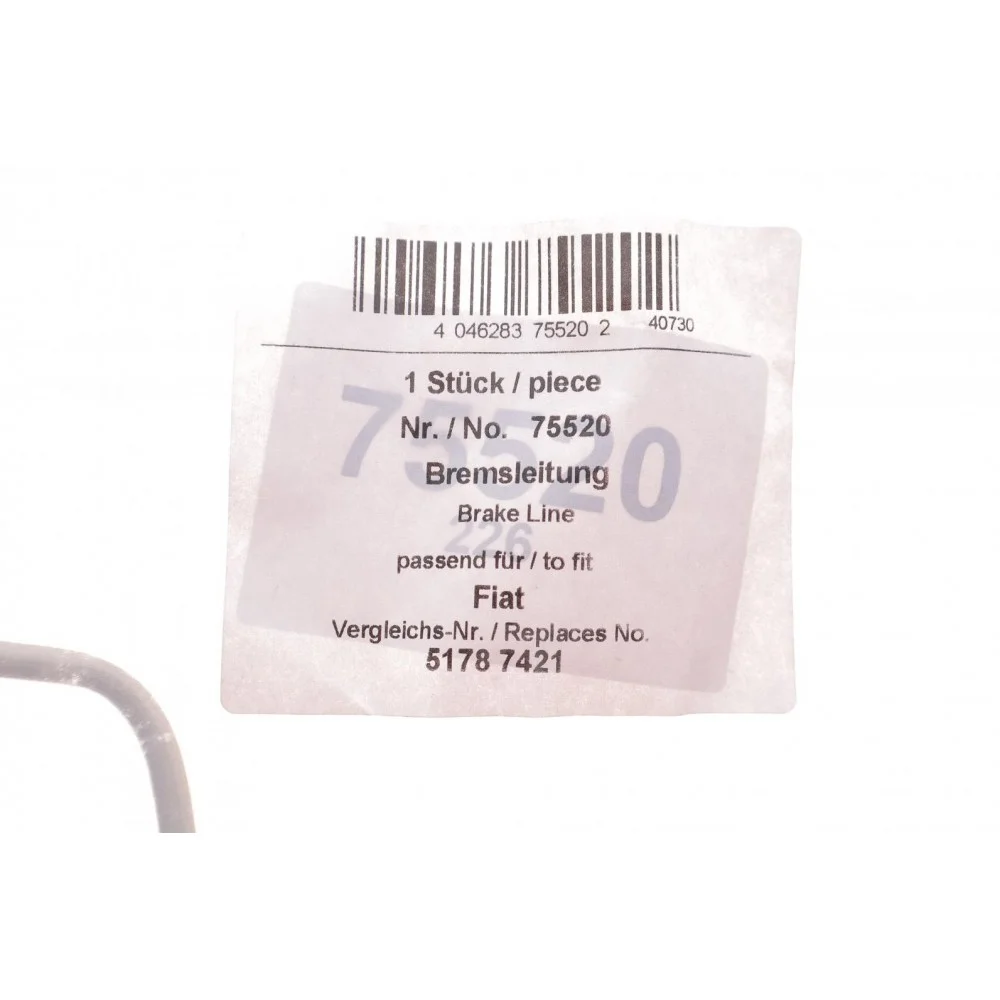 4 046283 75520 2 40730
1 Stück / piece
Nr. / No. 75520
75520
Bremsleitung
Brake Line
226
passend für / to fit
Fiat
Vergleichs-Nr. / Replaces No.
5178 7421